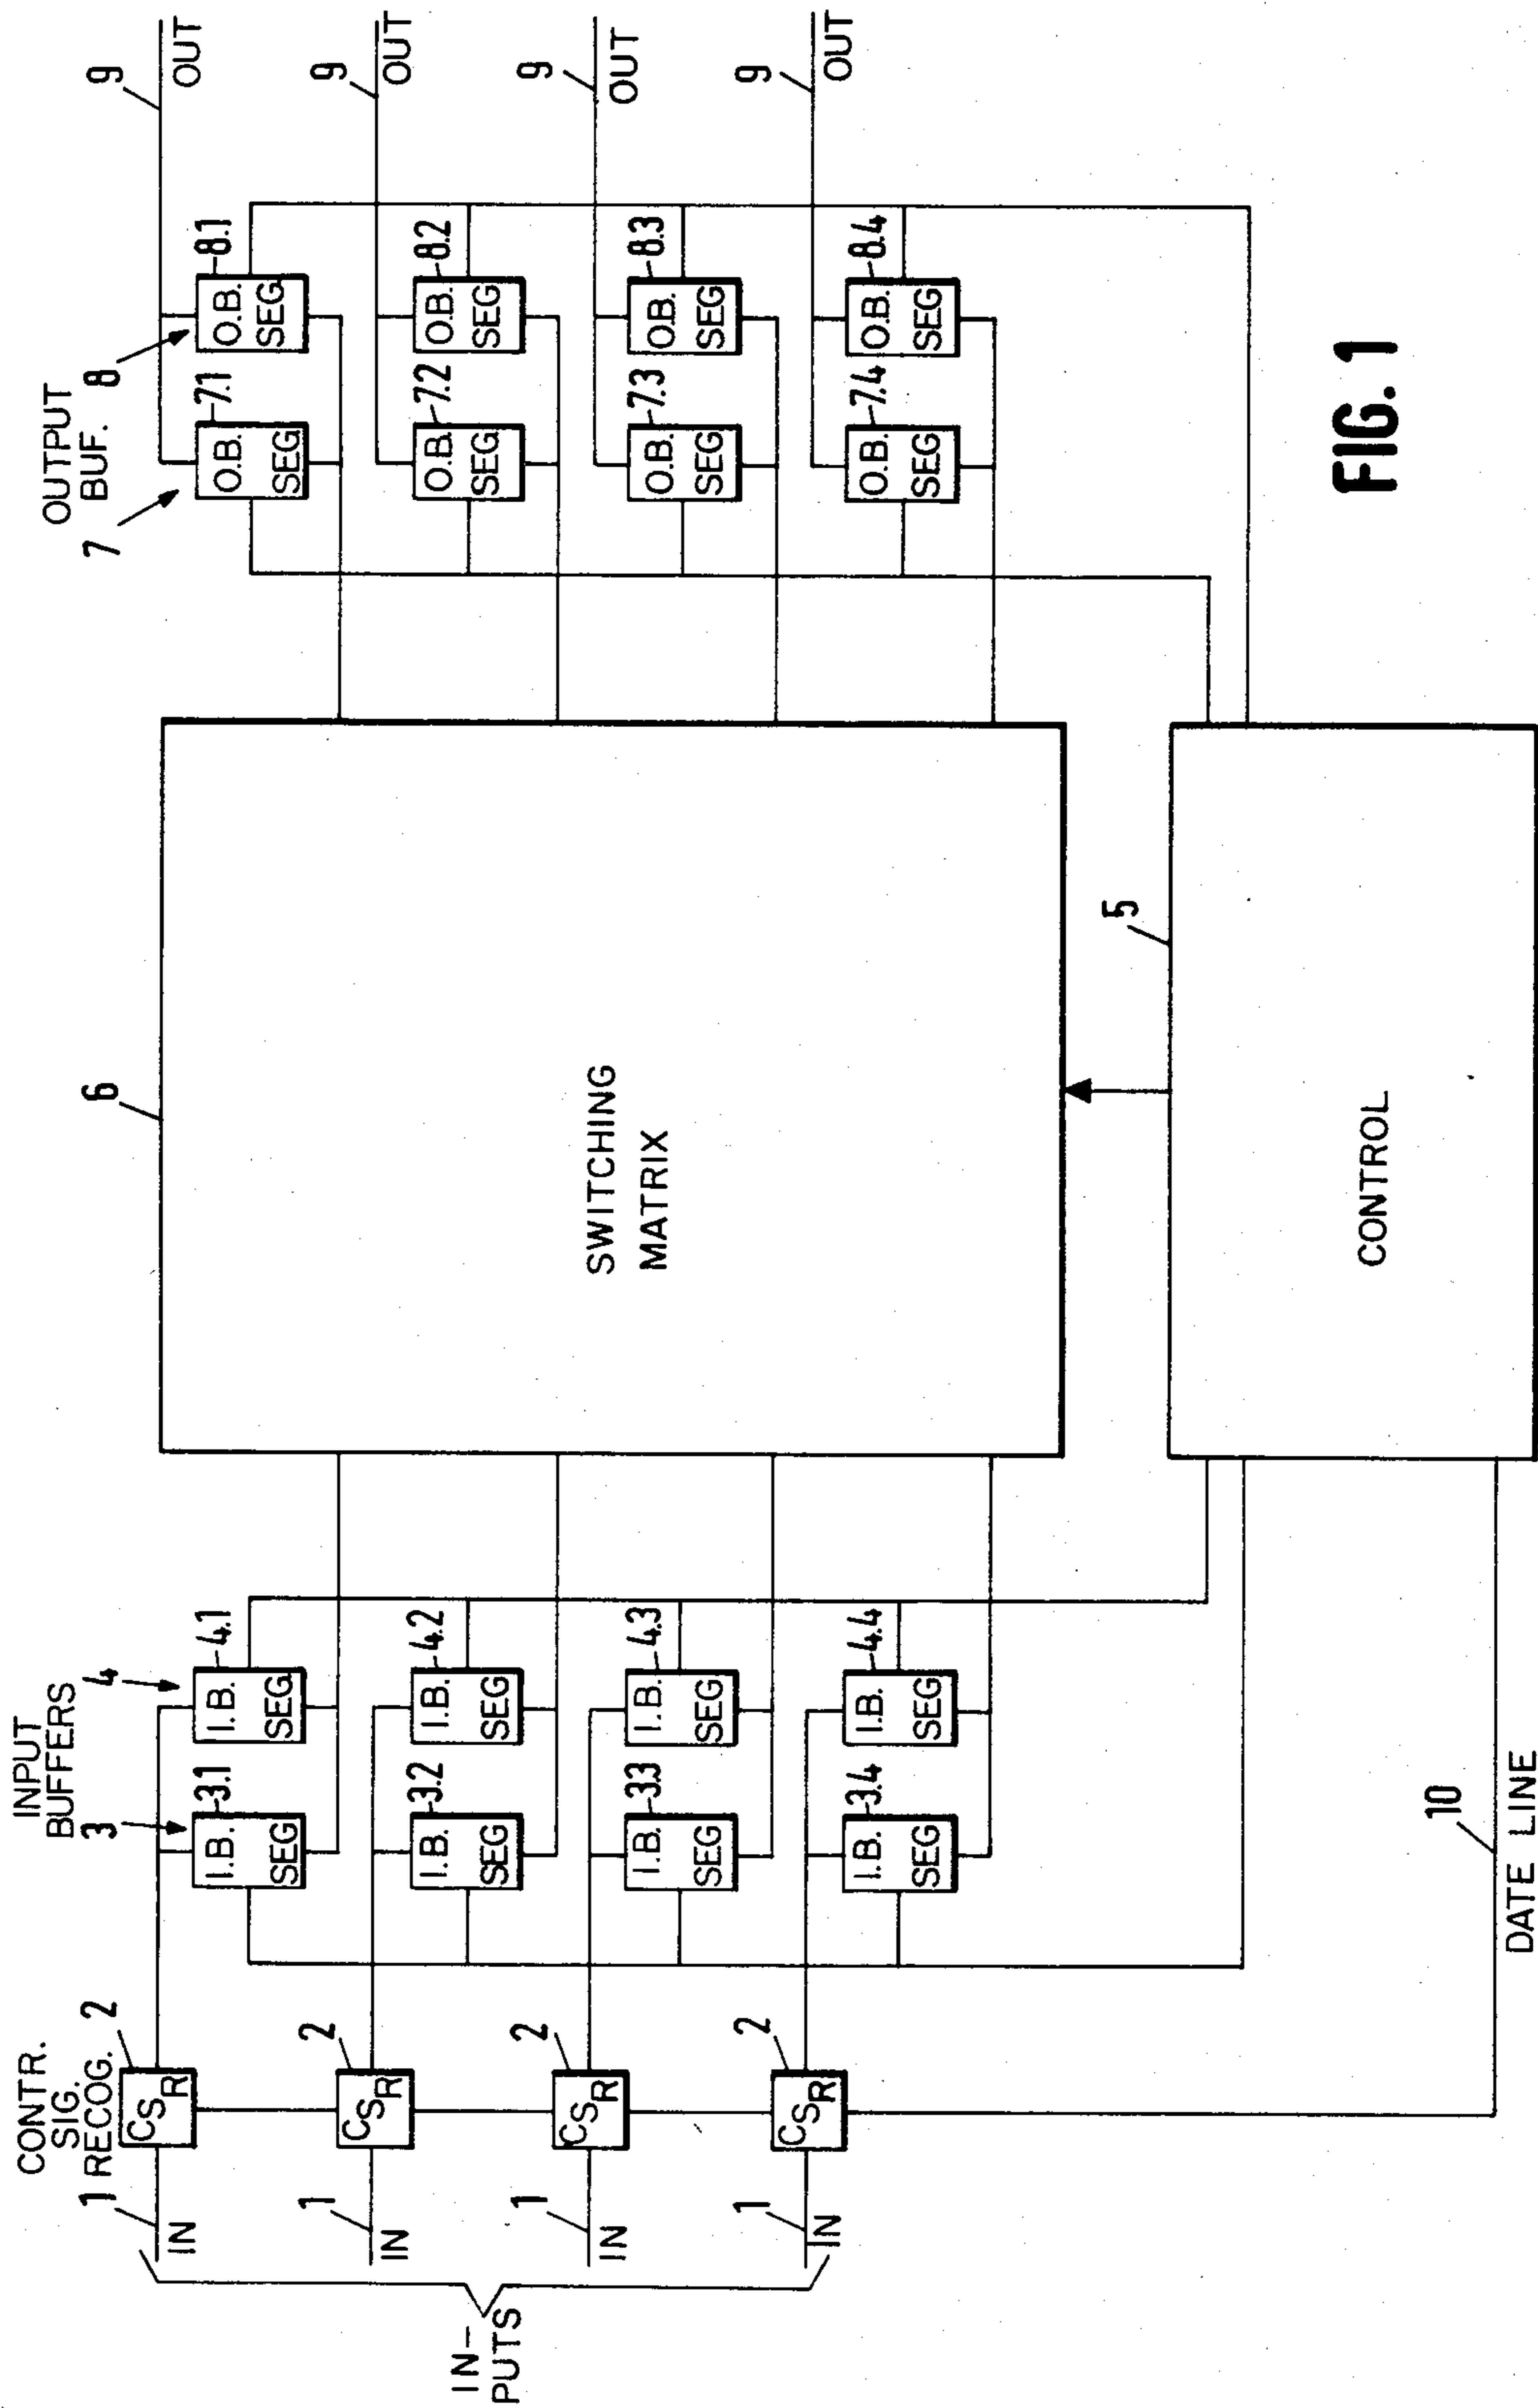 CONTR.
SIG.
RECOG.
INPUT
BUFFERS
OUTPUT
BUF.
IN-
PUTS
1
IN
2
CSR
3
3.1
I.B.
SEG
4
4.1
I.B.
SEG
6
7
7.1
O.B.
SEG
8
8.1
O.B.
SEG
9
OUT
1
IN
2
CSR
3.2
I.B.
SEG
4.2
I.B.
SEG
7.2
O.B.
SEG
8.2
O.B.
SEG
9
OUT
1
IN
2
CSR
3.3
I.B.
SEG
4.3
I.B.
SEG
SWITCHING
MATRIX
7.3
O.B.
SEG
8.3
O.B.
SEG
9
OUT
1
IN
2
CSR
3.4
I.B.
SEG
4.4
I.B.
SEG
7.4
O.B.
SEG
8.4
O.B.
SEG
9
OUT
5
CONTROL
10
DATE LINE
FIG. 1